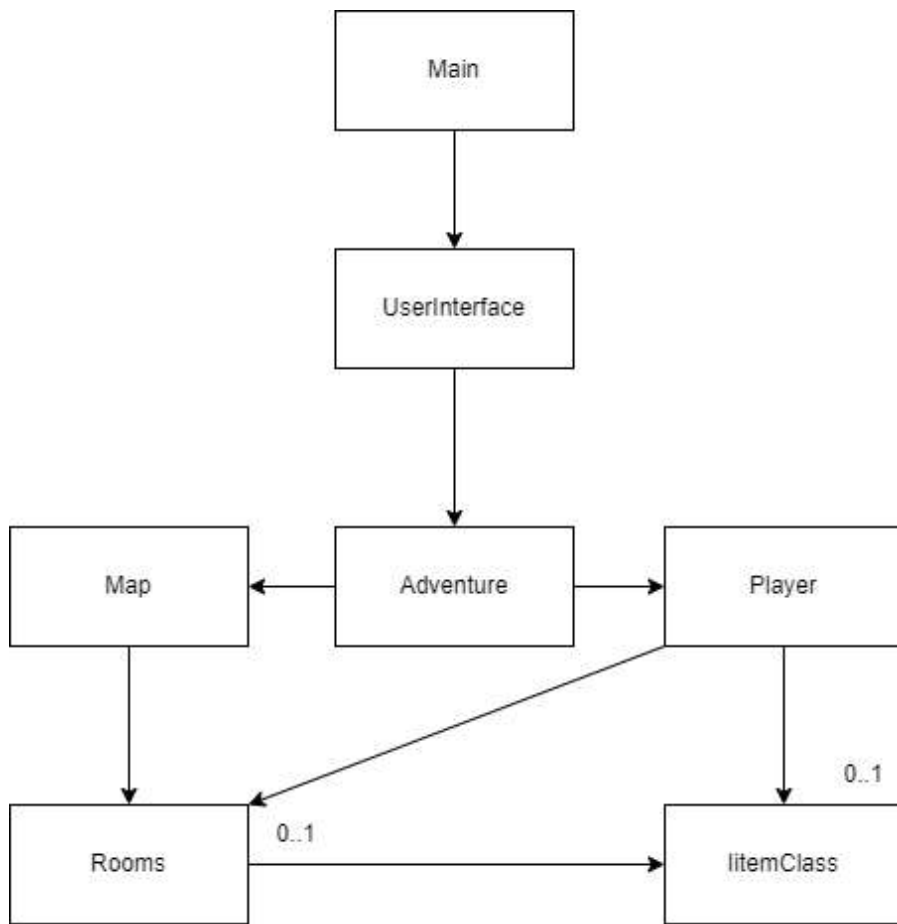 Main
UserInterface
Map
Adventure
Player
0..1
0..1
Rooms
IitemClass